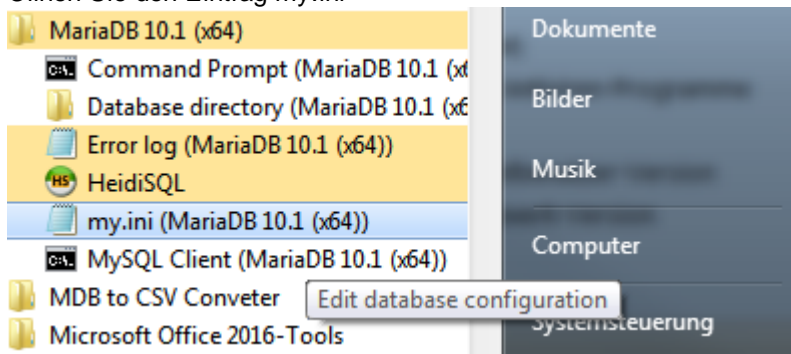 MariaDB 10.1 (x64)
Command Prompt (MariaDB 10.1 (x6
Database directory (MariaDB 10.1 (x6
Error log (MariaDB 10.1 (x64))
HeidiSQL
my.ini (MariaDB 10.1 (x64))
MySQL Client (MariaDB 10.1 (x64))
MDB to CSV Conveter
Microsoft Office 2016-Tools
Edit database configuration
Dokumente
Bilder
Musik
Computer
Systemsteuerung